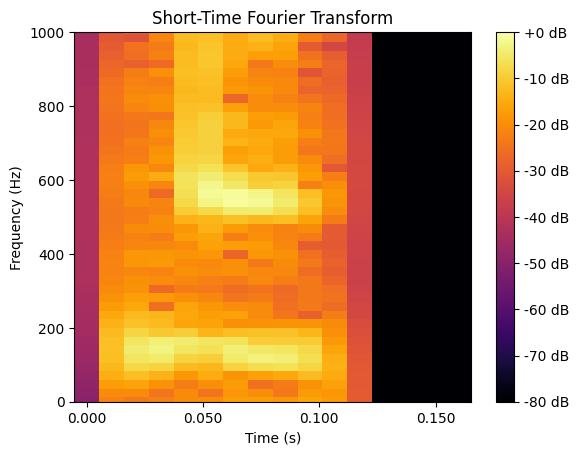 Short-Time Fourier Transform
Frequency (Hz)
1000
800
600
400
200
0
0.000
0.050
0.100
0.150
Time (s)
+0 dB
-10 dB
-20 dB
-30 dB
-40 dB
-50 dB
-60 dB
-70 dB
-80 dB